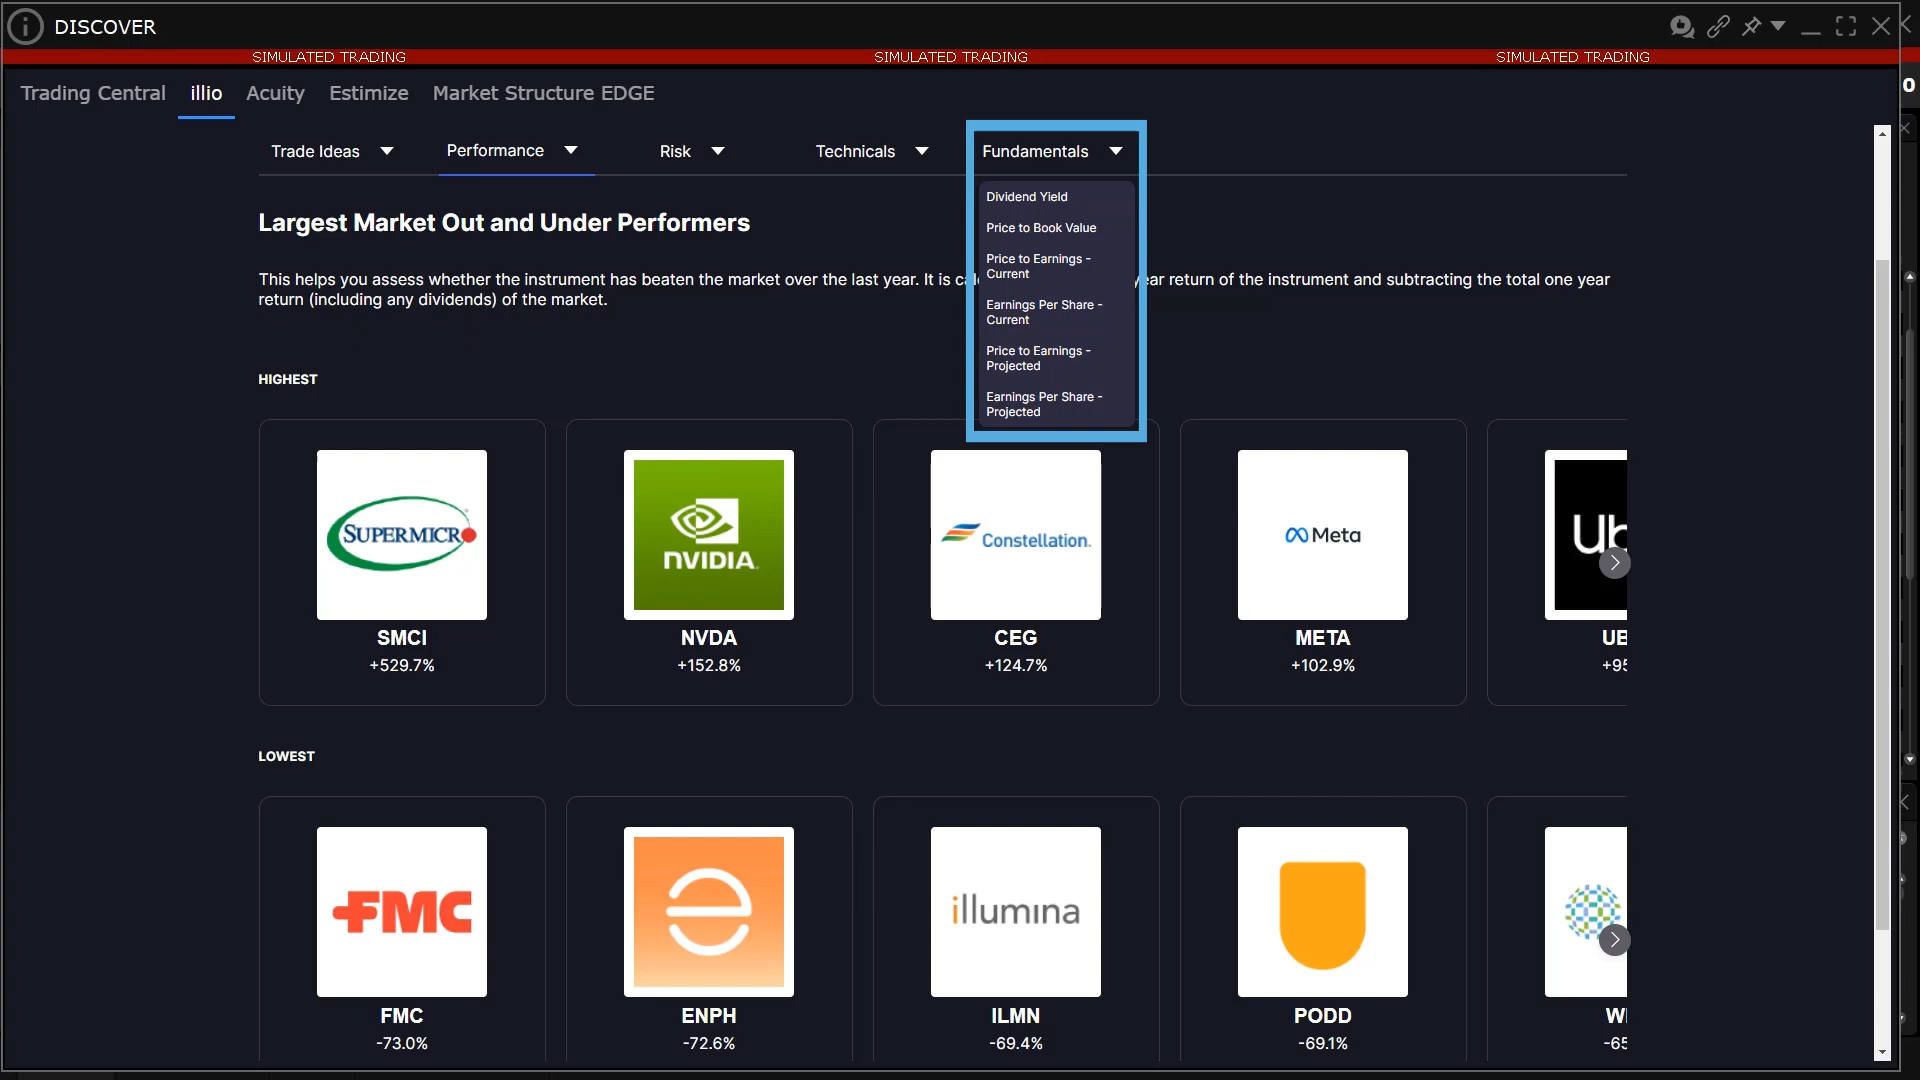 DISCOVER
SIMULATED TRADING SIMULATED TRADING SIMULATED TRADING
Trading Central illio Acuity Estimize Market Structure EDGE
Trade Ideas Performance Risk Technicals Fundamentals
Dividend Yield
Price to Book Value
Price to Earnings -
Current
Earnings Per Share -
Current
Price to Earnings -
Projected
Earnings Per Share -
Projected
Largest Market Out and Under Performers
This helps you assess whether the instrument has beaten the market over the last year. It is year return of the instrument and subtracting the total one year
return (including any dividends) of the market.
HIGHEST
SUPERMICR
NVIDIA
Constellation.
Meta
Ub
SMCI NVDA CEG META UB
+529.7% +152.8% +124.7% +102.9% +95
LOWEST
FMC
illumina
FMC ENPH ILMN PODD
-73.0% -72.6% -69.4% -69.1% -65